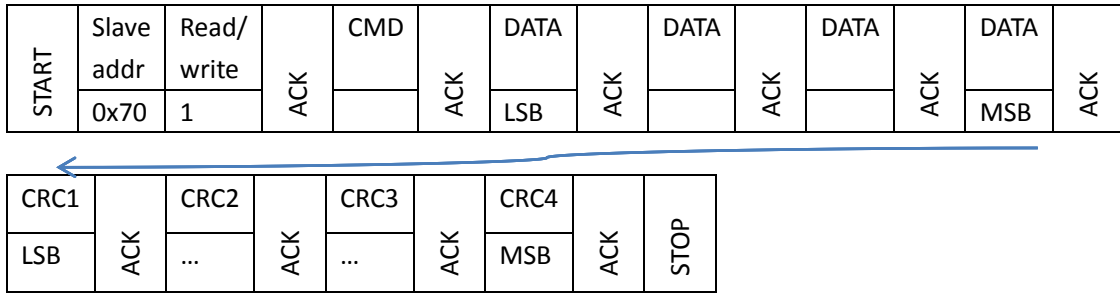 START Slave addr Read/ write ACK CMD ACK DATA ACK DATA ACK DATA ACK DATA ACK
0x70 1 LSB MSB
CRC1 ACK CRC2 ACK CRC3 ACK CRC4 ACK STOP
LSB ... ... MSB